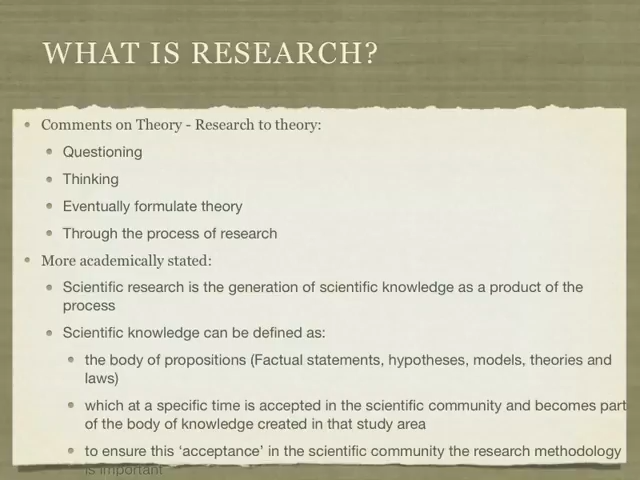 WHAT IS RESEARCH?
Comments on Theory - Research to theory:
Questioning
Thinking
Eventually formulate theory
Through the process of research
More academically stated:
Scientific research is the generation of scientific knowledge as a product of the
process
Scientific knowledge can be defined as:
the body of propositions (Factual statements, hypotheses, models, theories and
laws)
which at a specific time is accepted in the scientific community and becomes part
of the body of knowledge created in that study area
to ensure this ‘acceptance’ in the scientific community the research methodology
is important